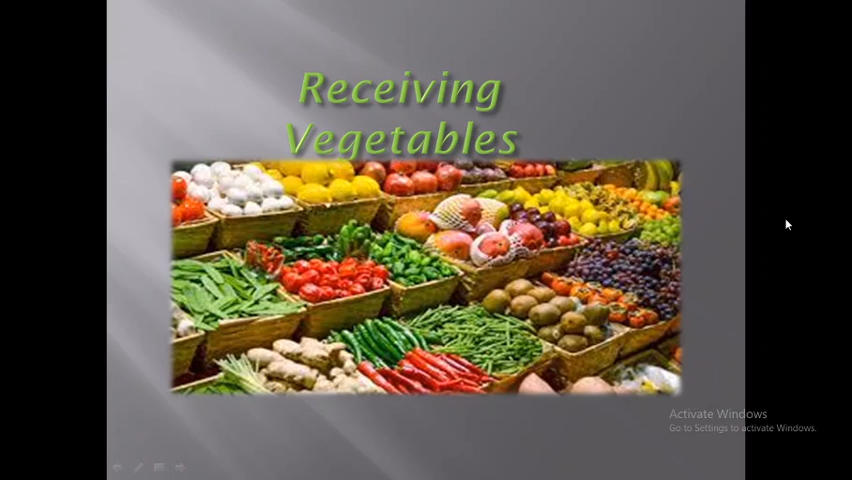 Receiving
Vegetables
Activate Windows
Go to Settings to activate Windows.